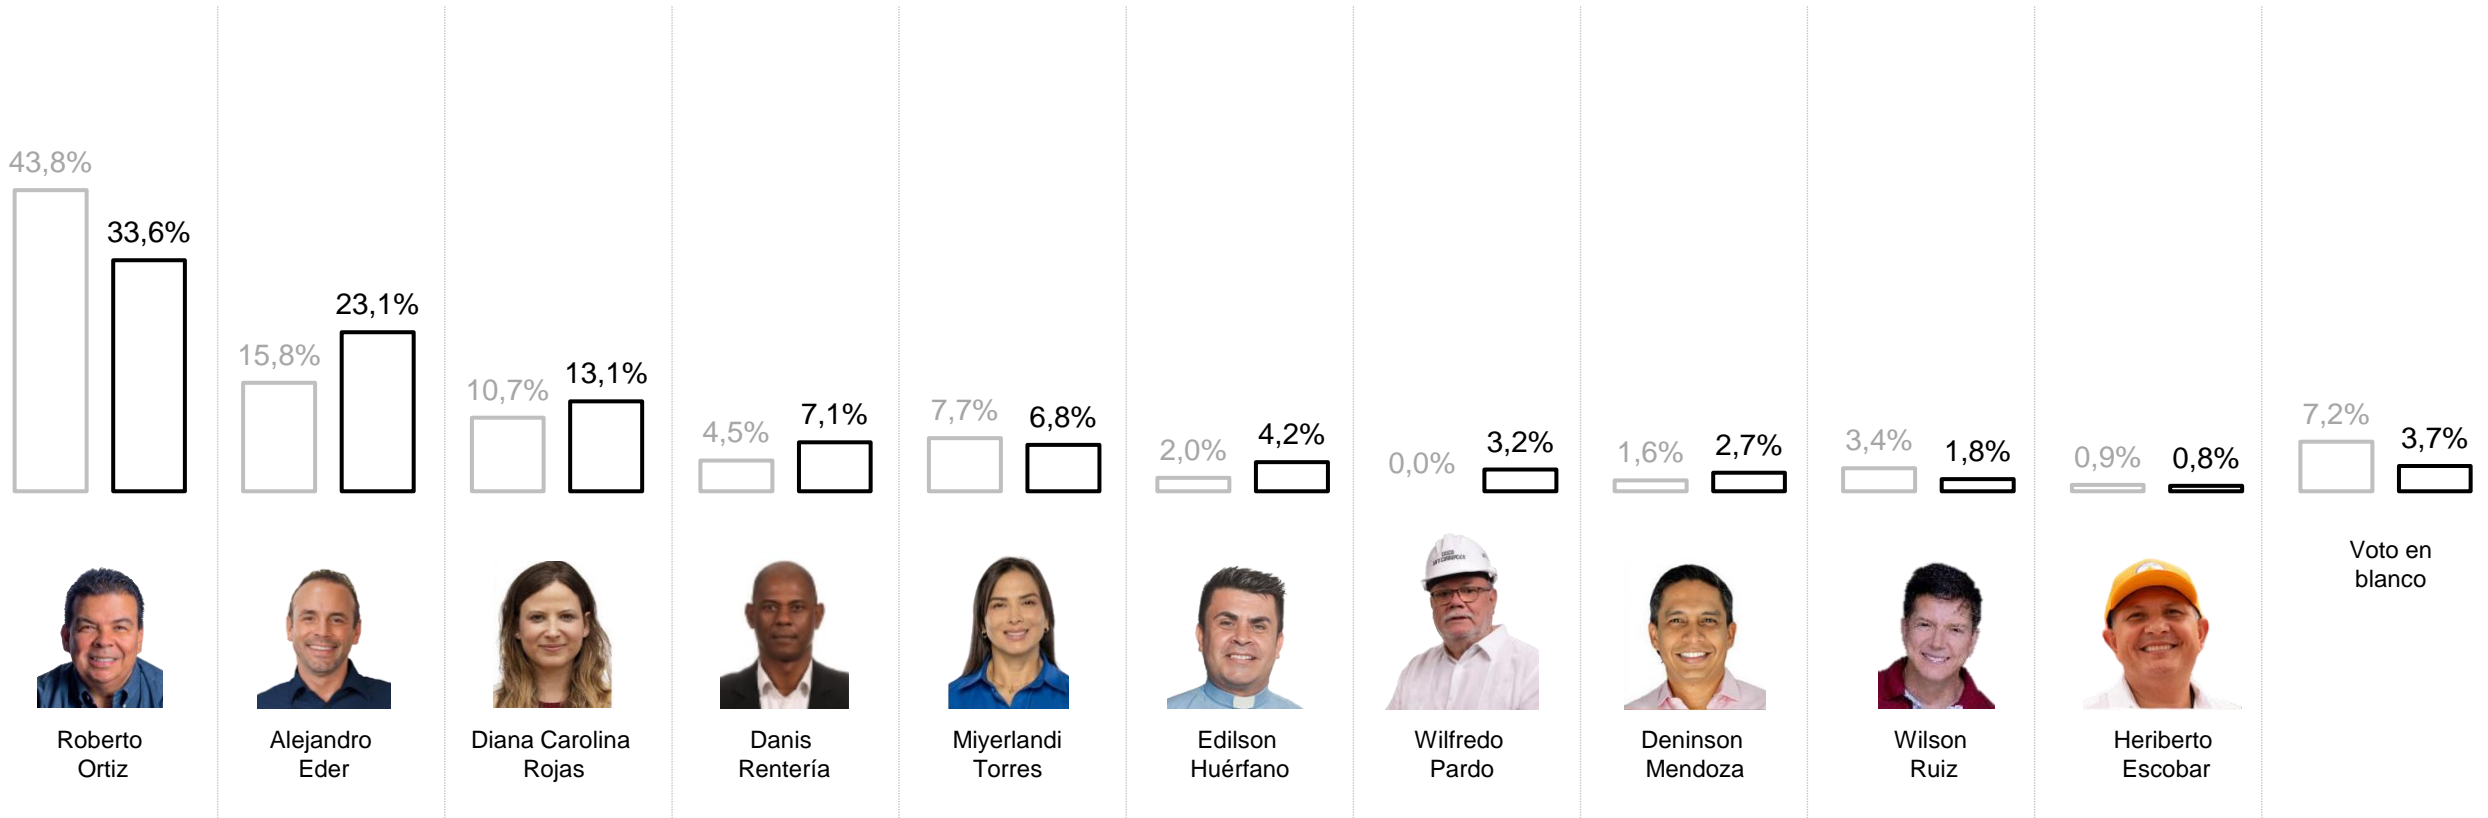 43,8%
33,6%
15,8%
23,1%
10,7%
13,1%
4,5%
7,1%
7,7%
6,8%
2,0%
4,2%
0,0%
3,2%
1,6%
2,7%
3,4%
1,8%
0,9%
0,8%
7,2%
3,7%
Roberto
Ortiz
Alejandro
Eder
Diana Carolina
Rojas
Danis
Rentería
Miyerlandi
Torres
Edilson
Huérfano
Wilfredo
Pardo
Deninson
Mendoza
Wilson
Ruiz
Heriberto
Escobar
Voto en
blanco